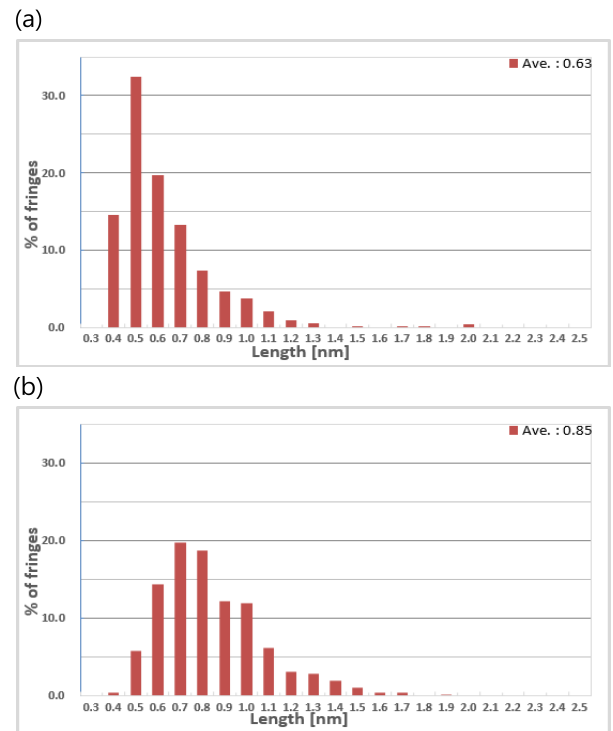 (a)
Ave. : 0.63
30.0
20.0
10.0
0.0
% of fringes
0.3 0.4 0.5 0.6 0.7 0.8 0.9 1.0 1.1 1.2 1.3 1.4 1.5 1.6 1.7 1.8 1.9 2.0 2.1 2.2 2.3 2.4 2.5
Length [nm]
(b)
Ave. : 0.85
30.0
20.0
10.0
0.0
% of fringes
0.3 0.4 0.5 0.6 0.7 0.8 0.9 1.0 1.1 1.2 1.3 1.4 1.5 1.6 1.7 1.8 1.9 2.0 2.1 2.2 2.3 2.4 2.5
Length [nm]